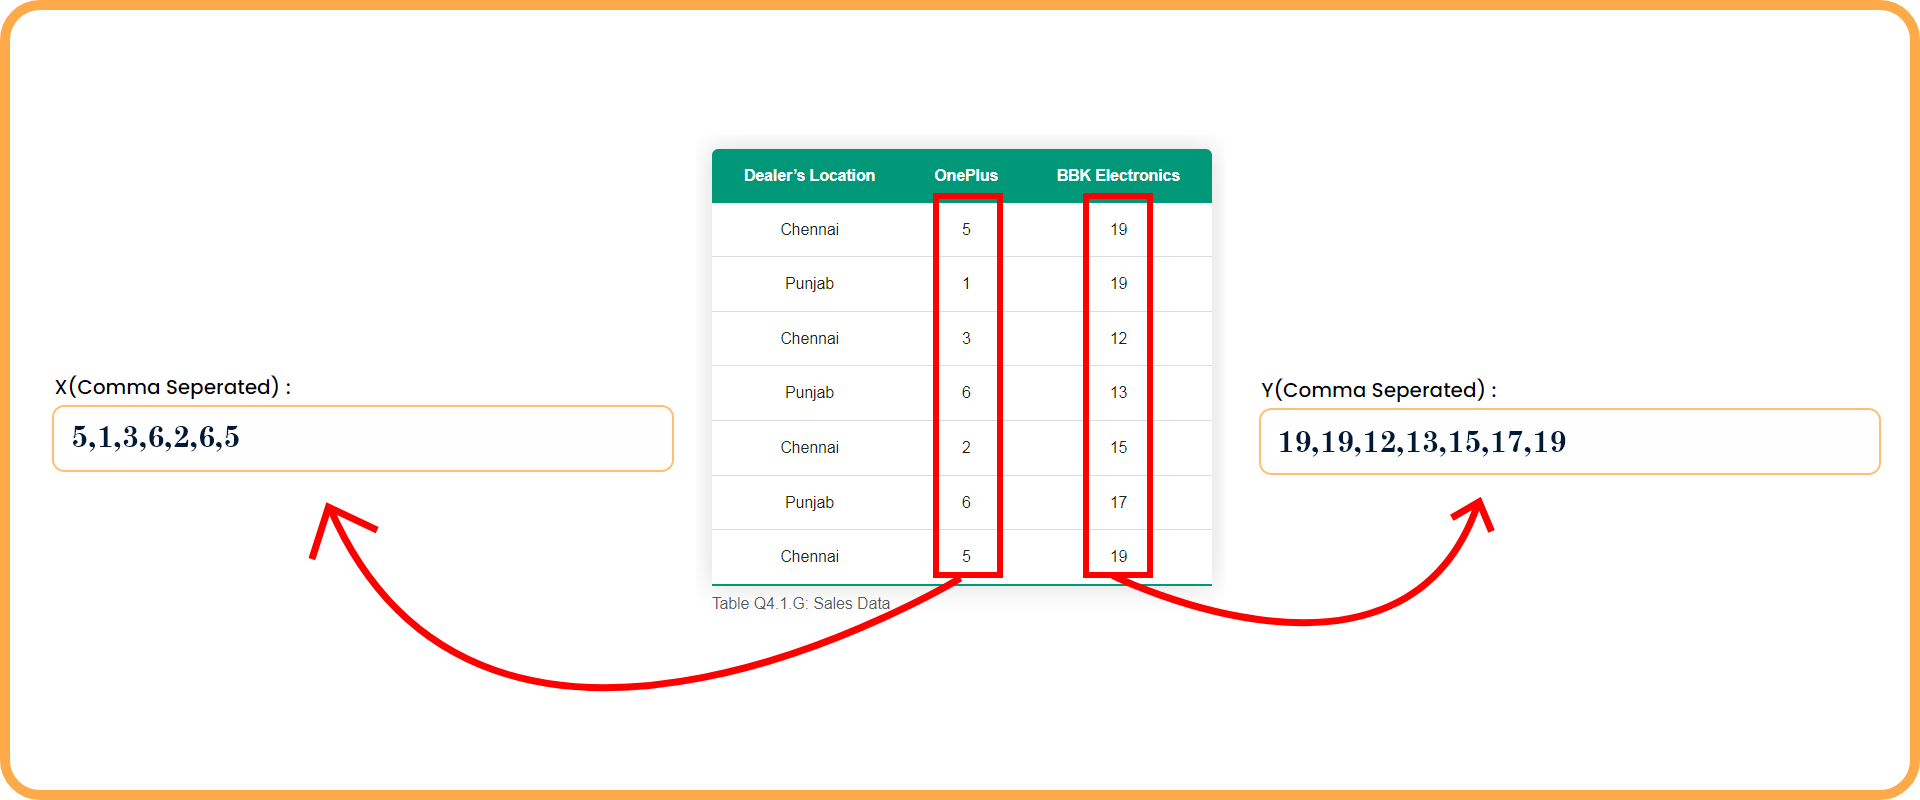 Dealer’s Location OnePlus BBK Electronics
Chennai 5 19
Punjab 1 19
Chennai 3 12
Punjab 6 13
Chennai 2 15
Punjab 6 17
Chennai 5 19
Table Q4.1.G: Sales Data
X(Comma Seperated) :
5,1,3,6,2,6,5
Y(Comma Seperated) :
19,19,12,13,15,17,19